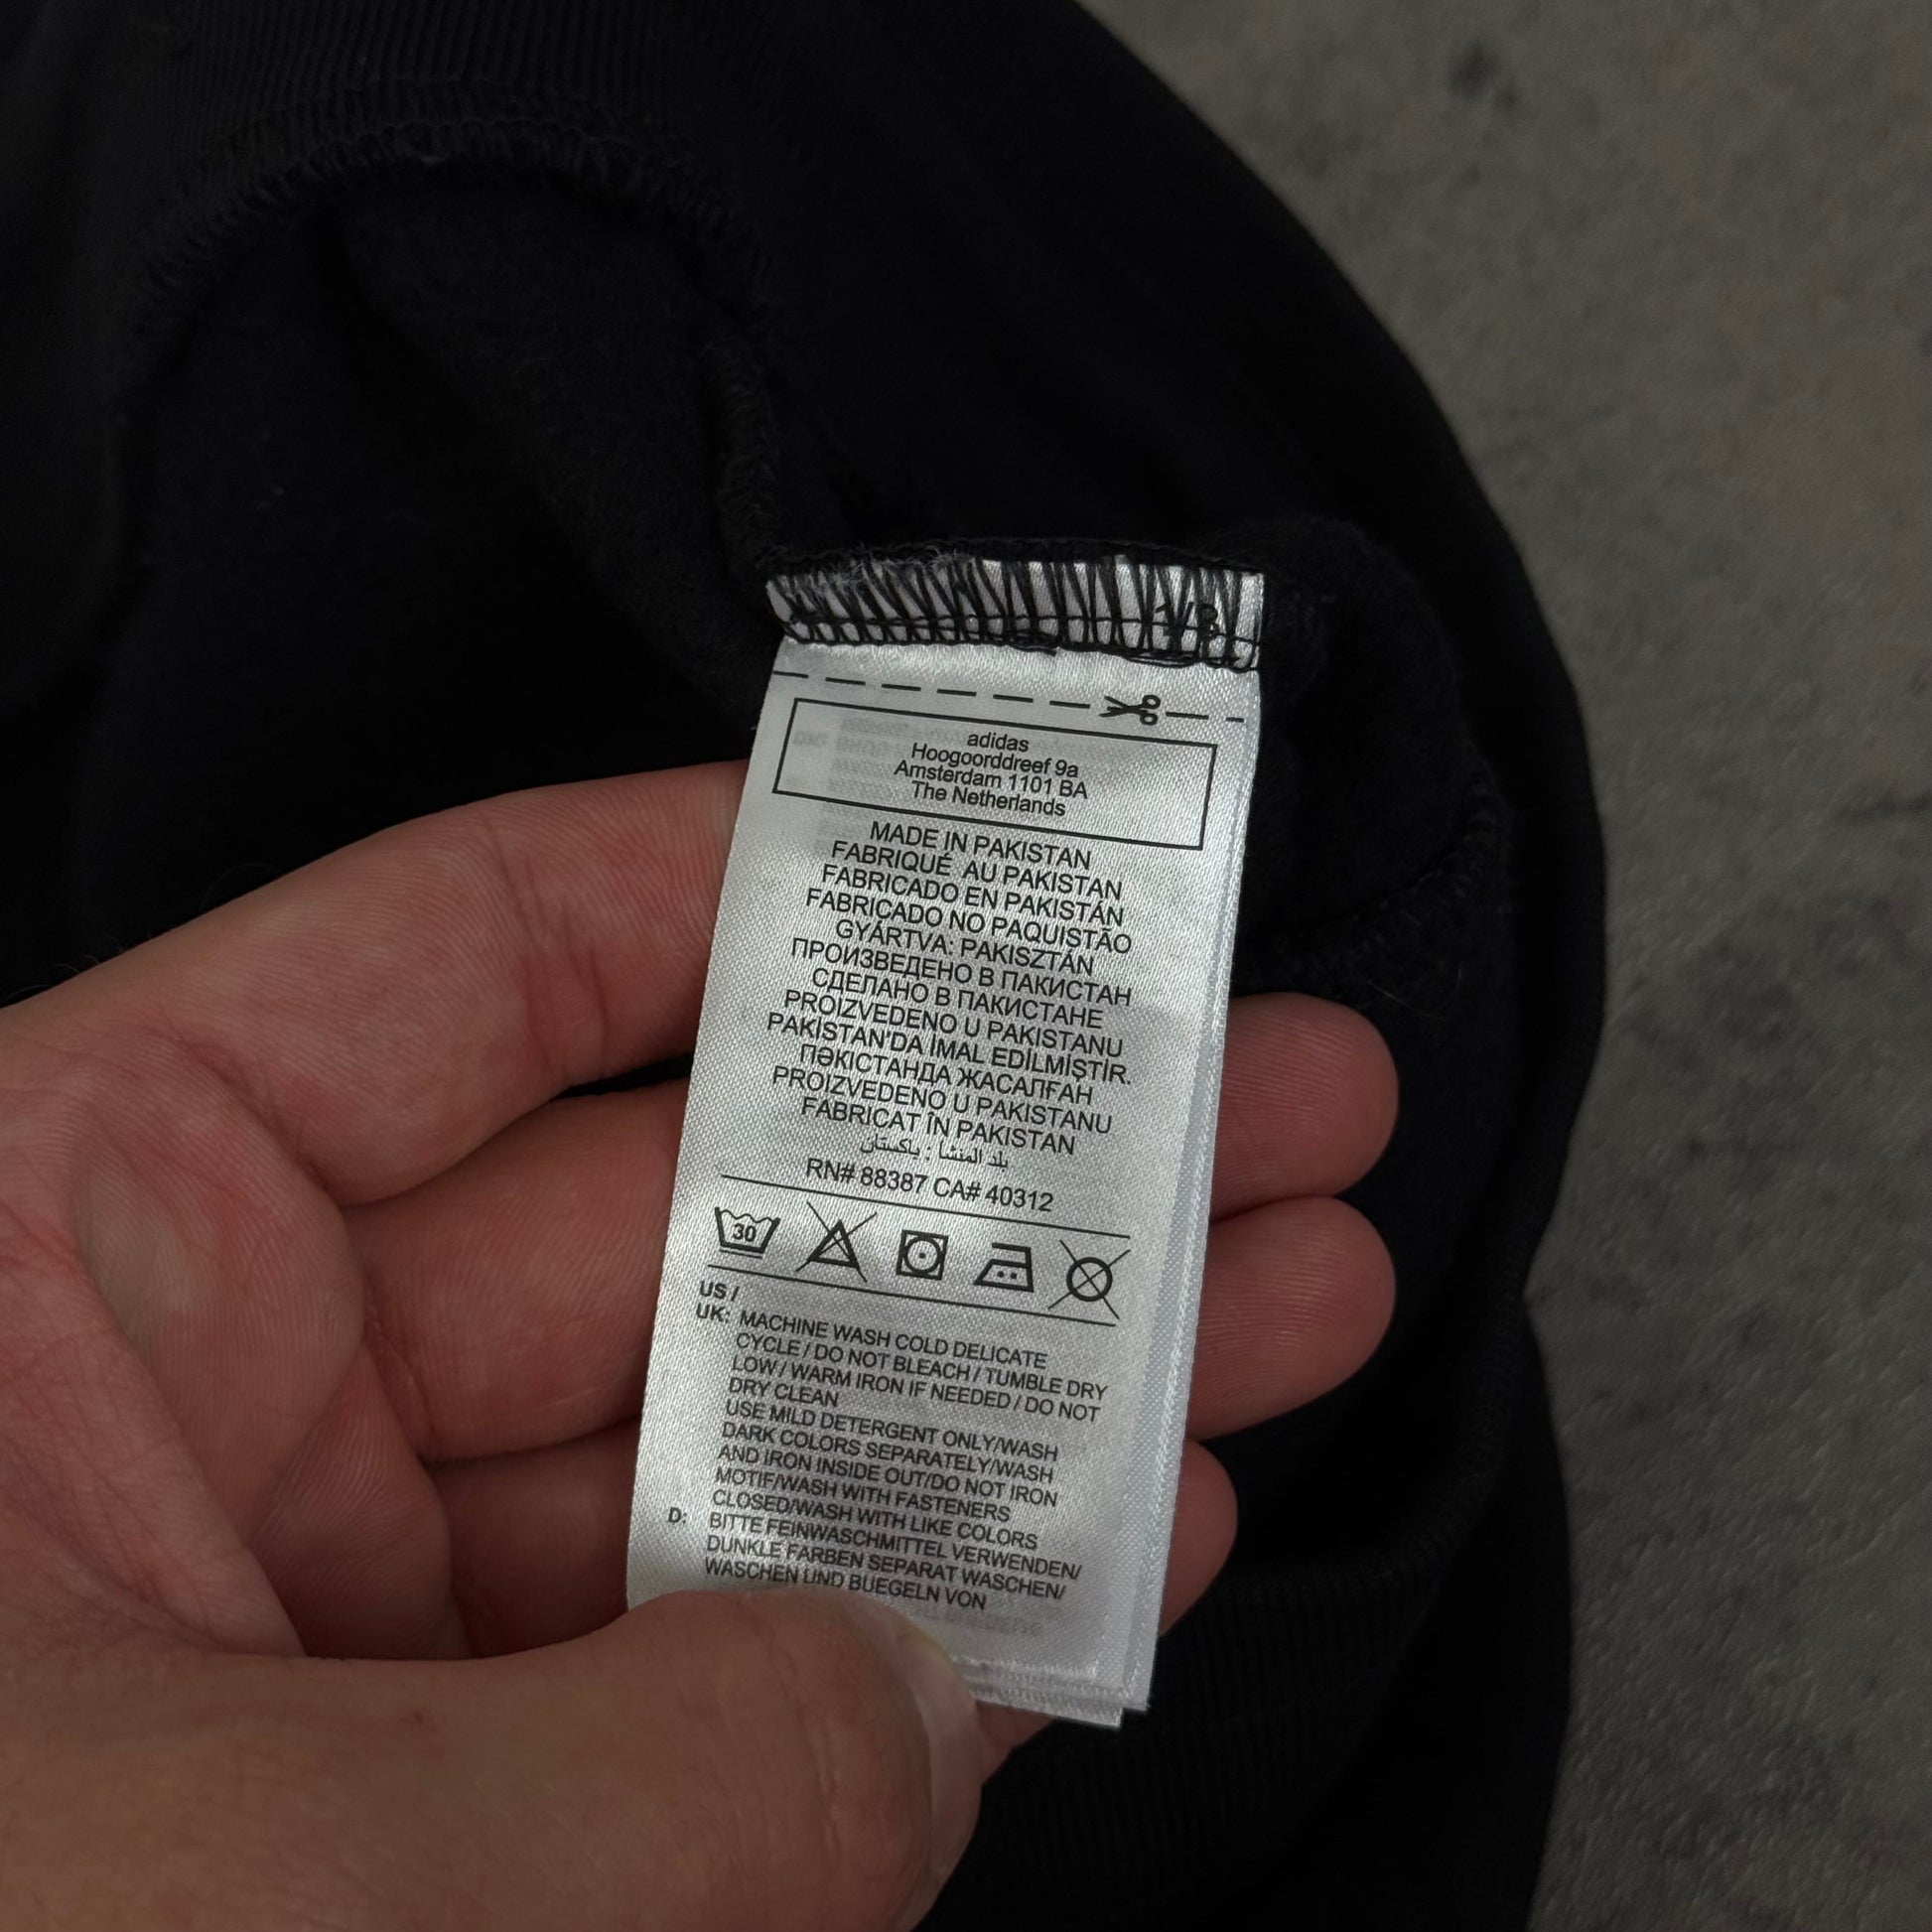 adidas
Hoogoorddreef 9a
Amsterdam 1101 BA
The Netherlands
MADE IN PAKISTAN
FABRIQUÉ AU PAKISTAN
FABRICADO EN PAKISTÁN
FABRICADO NO PAQUISTÃO
GYÁRTVA: PAKISZTÁN
ПРОИЗВЕДЕНО В ПАКИСТАН
СДЕЛАНО В ПАКИСТАНЕ
PROIZVEDENO U PAKISTANU
PAKİSTAN'DA İMAL EDİLMİŞTİR.
ПӘКІСТАНДА ЖАСАЛҒАН
PROIZVEDENO U PAKISTANU
FABRICAT ÎN PAKISTAN
بلد المنشأ : باكستان
RN# 88387 CA# 40312
30
US /
UK: MACHINE WASH COLD DELICATE
CYCLE / DO NOT BLEACH / TUMBLE DRY
LOW / WARM IRON IF NEEDED / DO NOT
DRY CLEAN
USE MILD DETERGENT ONLY/WASH
DARK COLORS SEPARATELY/WASH
AND IRON INSIDE OUT/DO NOT IRON
MOTIF/WASH WITH FASTENERS
CLOSED/WASH WITH LIKE COLORS
D: BITTE FEINWASCHMITTEL VERWENDEN/
DUNKLE FARBEN SEPARAT WASCHEN/
WASCHEN UND BUEGELN VON